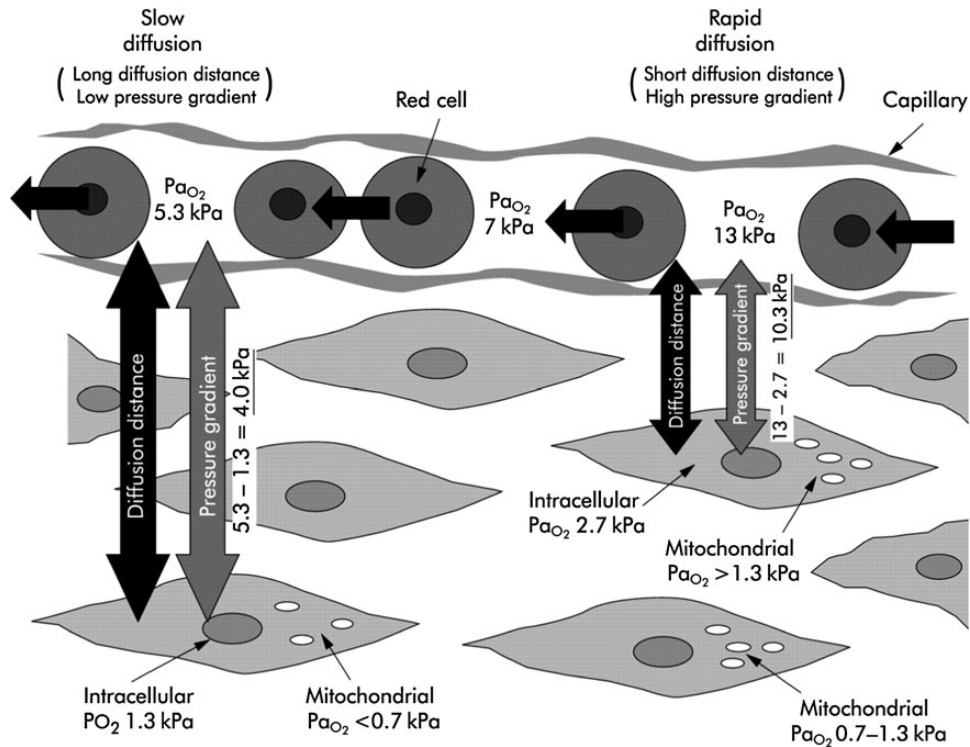 Slow
diffusion
(Long diffusion distance
Low pressure gradient)
Rapid
diffusion
(Short diffusion distance
High pressure gradient)
Red cell
Capillary
PaO₂
5.3 kPa
PaO₂
7 kPa
PaO₂
13 kPa
Diffusion distance
Pressure gradient
5.3 – 1.3 = 4.0 kPa
Diffusion distance
Pressure gradient
13 – 2.7 = 10.3 kPa
Intracellular
PaO₂ 2.7 kPa
Mitochondrial
PaO₂ >1.3 kPa
Intracellular
PO₂ 1.3 kPa
Mitochondrial
PaO₂ <0.7 kPa
Mitochondrial
PaO₂ 0.7–1.3 kPa